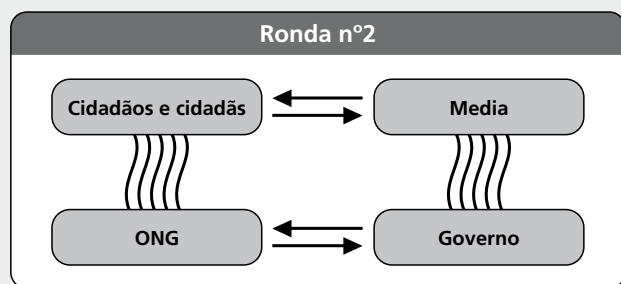 Ronda nº2
Cidadãos e cidadãs
Media
ONG
Governo